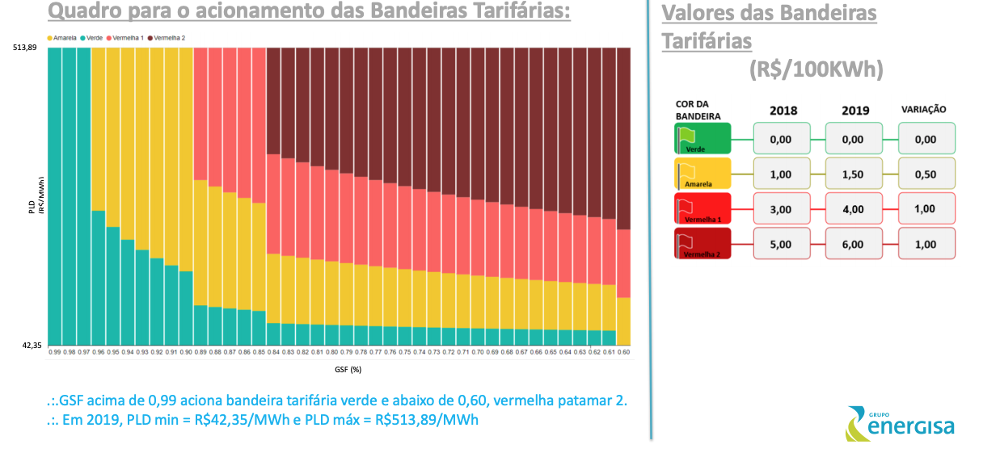 Quadro para o acionamento das Bandeiras Tarifárias:
Amarela Verde Vermelha 1 Vermelha 2
513,89
PLD
(R$/MWh)
42,35
0.99 0.98 0.97 0.96 0.95 0.94 0.93 0.92 0.91 0.90 0.89 0.88 0.87 0.86 0.85 0.84 0.83 0.82 0.81 0.80 0.79 0.78 0.77 0.76 0.75 0.74 0.73 0.72 0.71 0.70 0.69 0.68 0.67 0.66 0.65 0.64 0.63 0.62 0.61 0.60
GSF (%)
.:.GSF acima de 0,99 aciona bandeira tarifária verde e abaixo de 0,60, vermelha patamar 2.
.:. Em 2019, PLD min = R$42,35/MWh e PLD máx = R$513,89/MWh
Valores das Bandeiras
Tarifárias
(R$/100KWh)
COR DA
BANDEIRA 2018 2019 VARIAÇÃO
Verde 0,00 0,00 0,00
Amarela 1,00 1,50 0,50
Vermelha 1 3,00 4,00 1,00
Vermelha 2 5,00 6,00 1,00
GRUPO
energisa